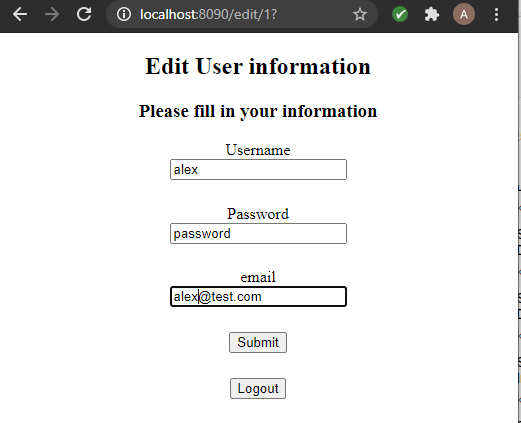 localhost:8090/edit/1?
A
Edit User information
Please fill in your information
Username
alex
Password
password
email
alex@test.com
Submit
Logout